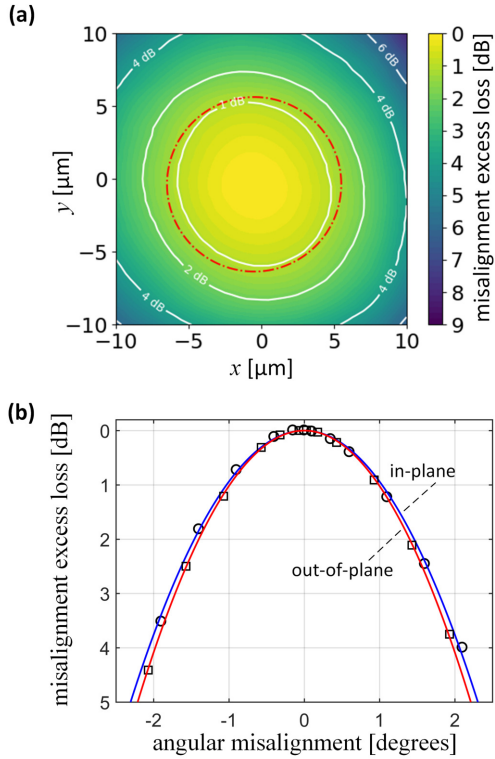 (a)
10
5
0
−5
−10
y [μm]
−10
−5
0
5
10
x [μm]
4 dB
6 dB
1 dB
4 dB
2 dB
4 dB
4 dB
0
1
2
3
4
5
6
7
8
9
misalignment excess loss [dB]
(b)
0
1
2
3
4
5
misalignment excess loss [dB]
in-plane
out-of-plane
-2
-1
0
1
2
angular misalignment [degrees]